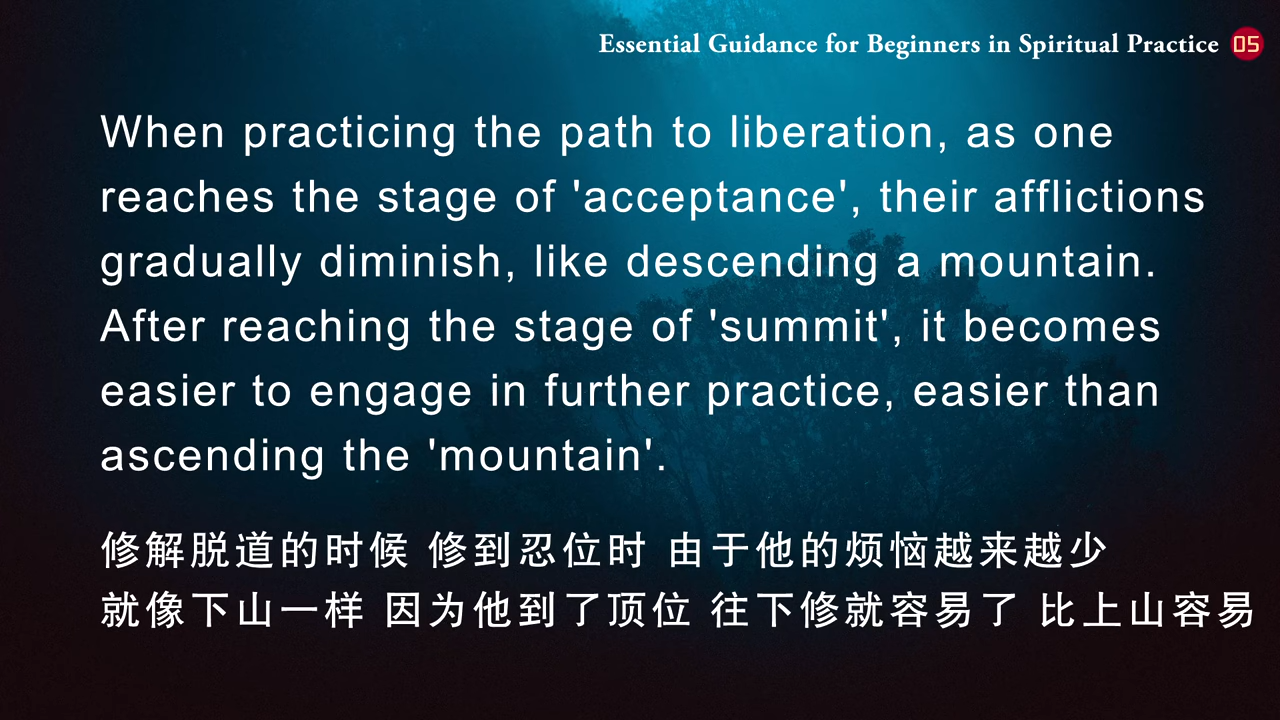 Essential Guidance for Beginners in Spiritual Practice 05
When practicing the path to liberation, as one
reaches the stage of 'acceptance', their afflictions
gradually diminish, like descending a mountain.
After reaching the stage of 'summit', it becomes
easier to engage in further practice, easier than
ascending the 'mountain'.
修解脱道的时候 修到忍位时 由于他的烦恼越来越少
就像下山一样 因为他到了顶位 往下修就容易了 比上山容易